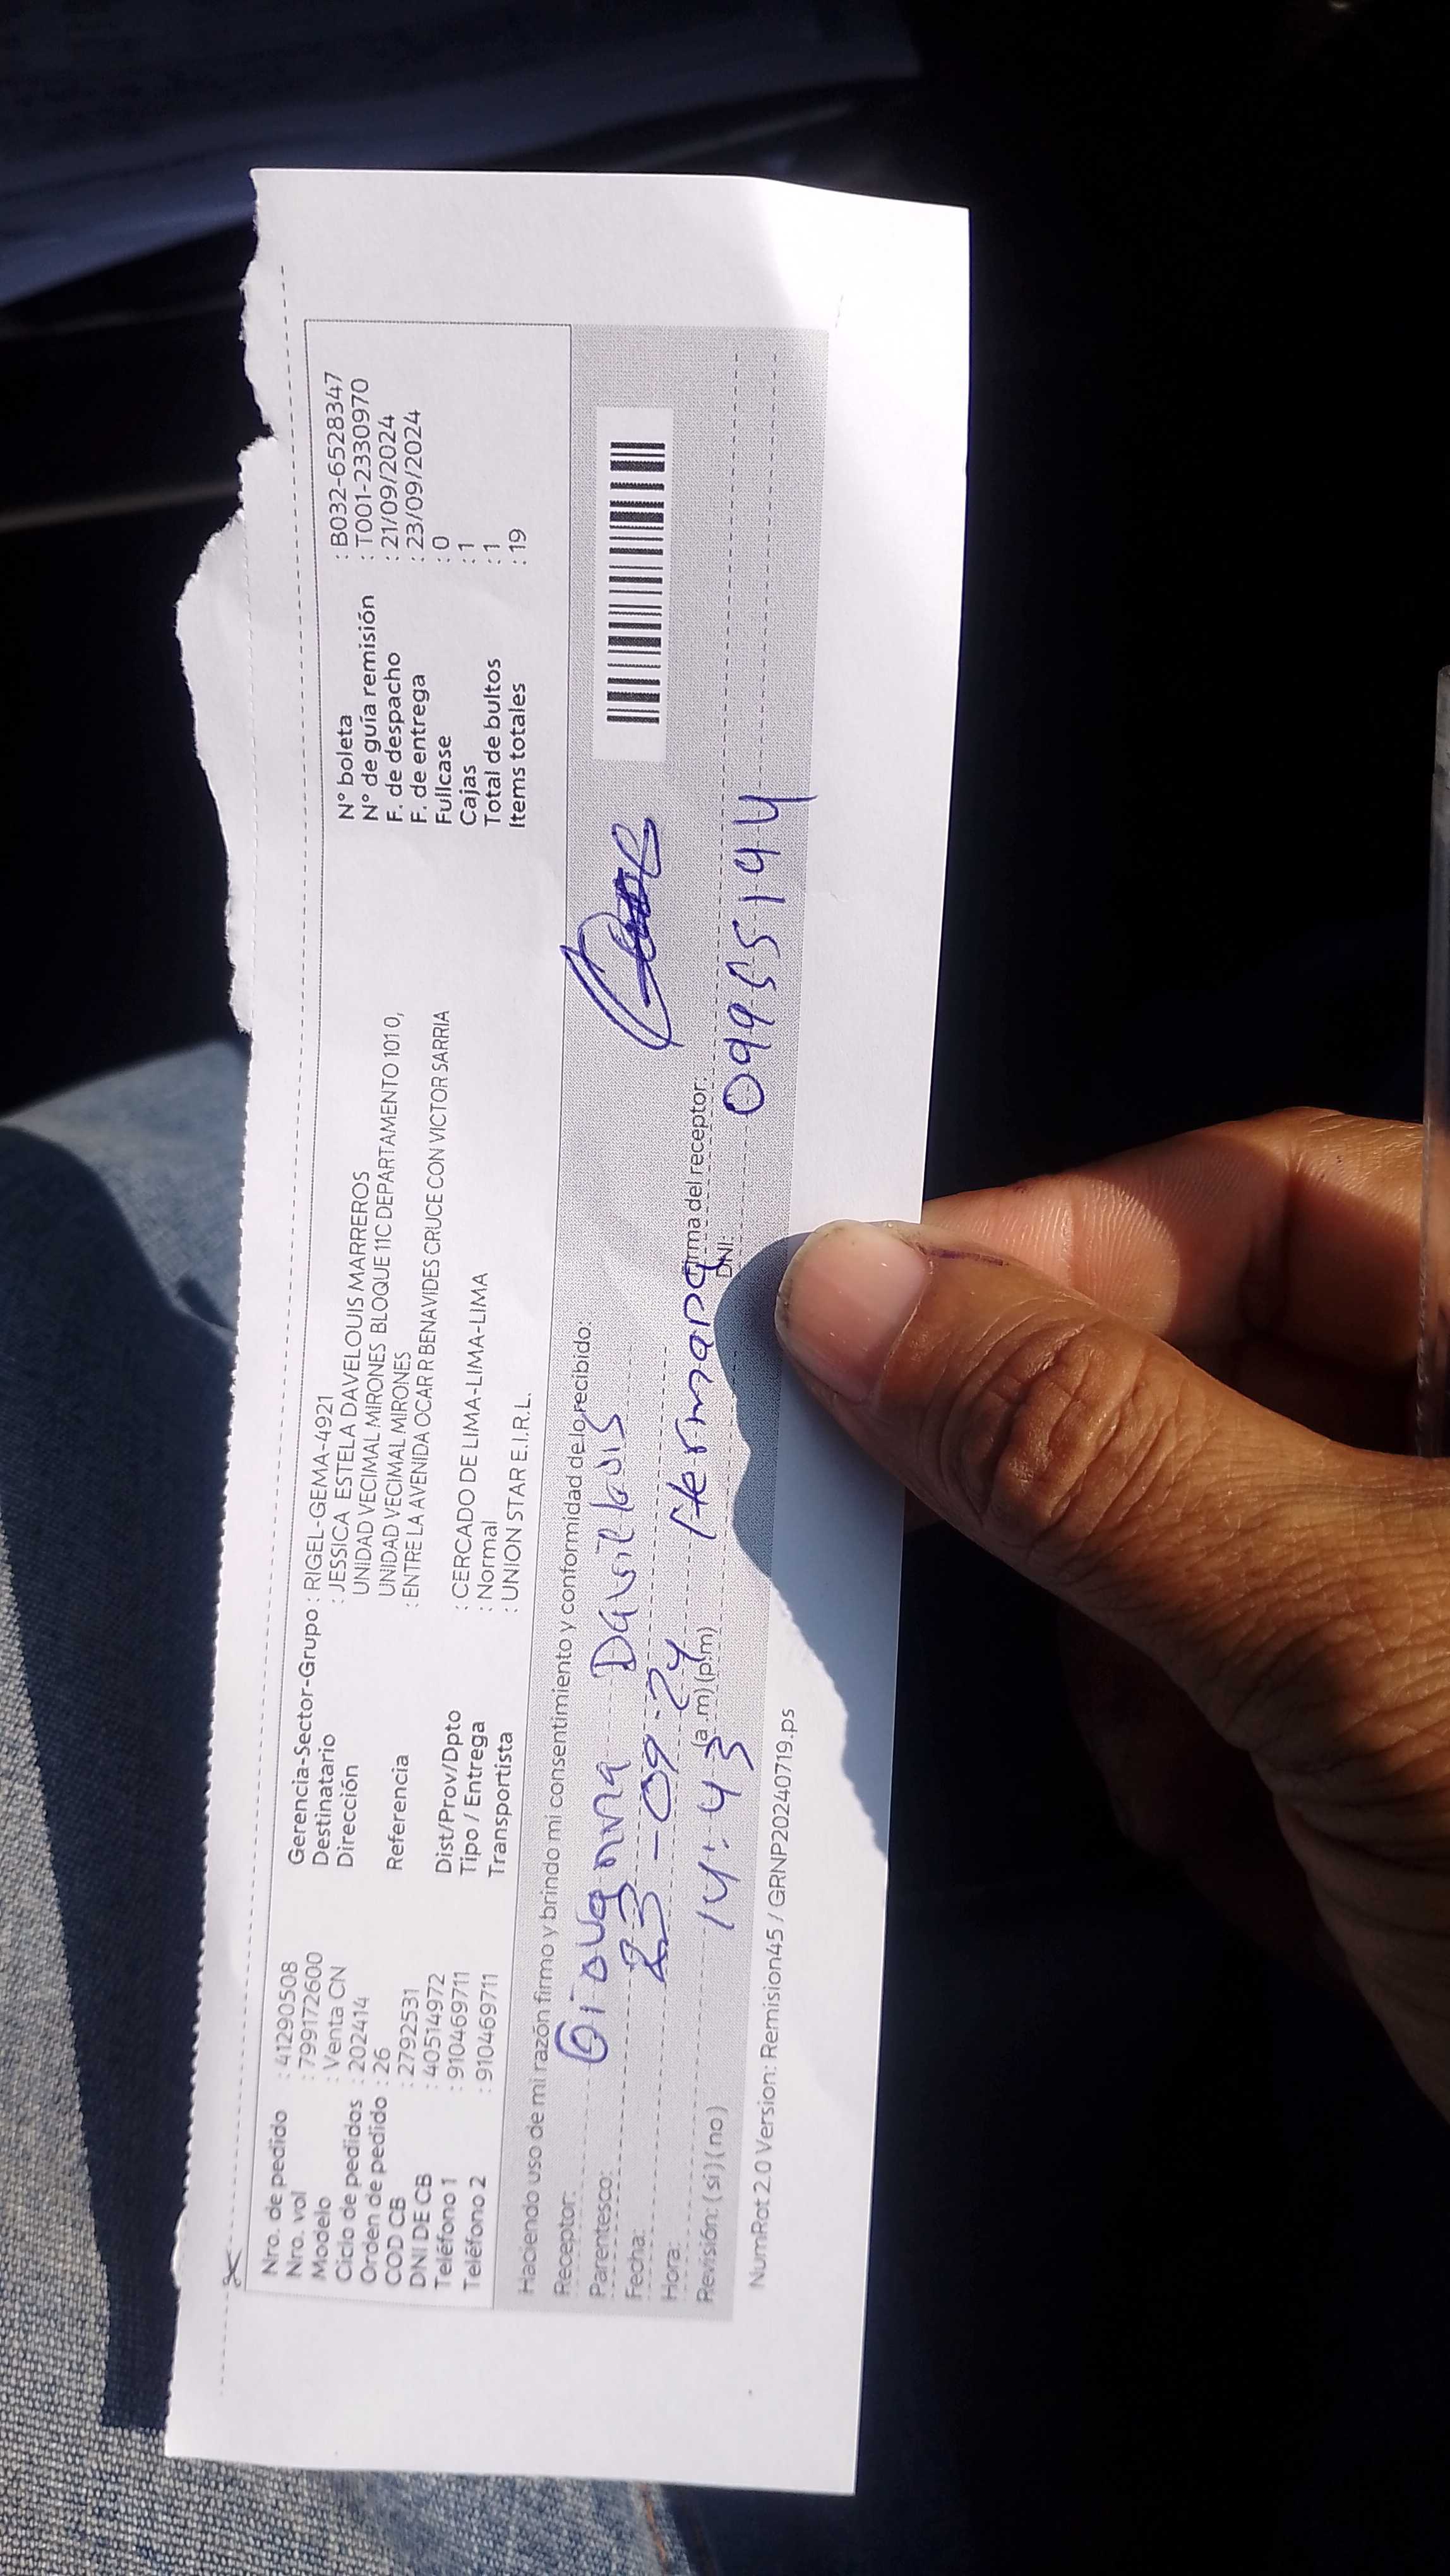 Nro. de pedido : 41290508
Nro. vol : 799172600
Modelo : Venta CN
Ciclo de pedidos : 202414
Orden de pedido : 26
COD CB : 2792531
DNI DE CB : 40514972
Teléfono 1 : 910469711
Teléfono 2 : 910469711
Gerencia-Sector-Grupo : RIGEL-GEMA-4921
Destinatario : JESSICA ESTELA DAVELOUIS MARREROS
Dirección UNIDAD VECIMAL MIRONES BLOQUE 11C DEPARTAMENTO 1010,
UNIDAD VECIMAL MIRONES
Referencia : ENTRE LA AVENIDA OCAR R BENAVIDES CRUCE CON VICTOR SARRIA
Dist/Prov/Dpto : CERCADO DE LIMA-LIMA-LIMA
Tipo / Entrega : Normal
Transportista : UNION STAR E.I.R.L.
N° boleta : B032-6528347
N° de guía remisión : T001-2330970
F. de despacho : 21/09/2024
F. de entrega : 23/09/2024
Fullcase : 0
Cajas : 1
Total de bultos : 1
Items totales : 19
Haciendo uso de mi razón firmo y brindo mi consentimiento y conformidad de lo recibido:
Receptor: Giovanna Davilouis
Parentesco: Hermana
Fecha: 23-09-24
Hora: 14:43 (a.m) (p.m)
Revisión: (si) (no)
Firma del receptor:
DNI:
NumRot 2.0 Version: Remision45 / GRNP20240719.ps